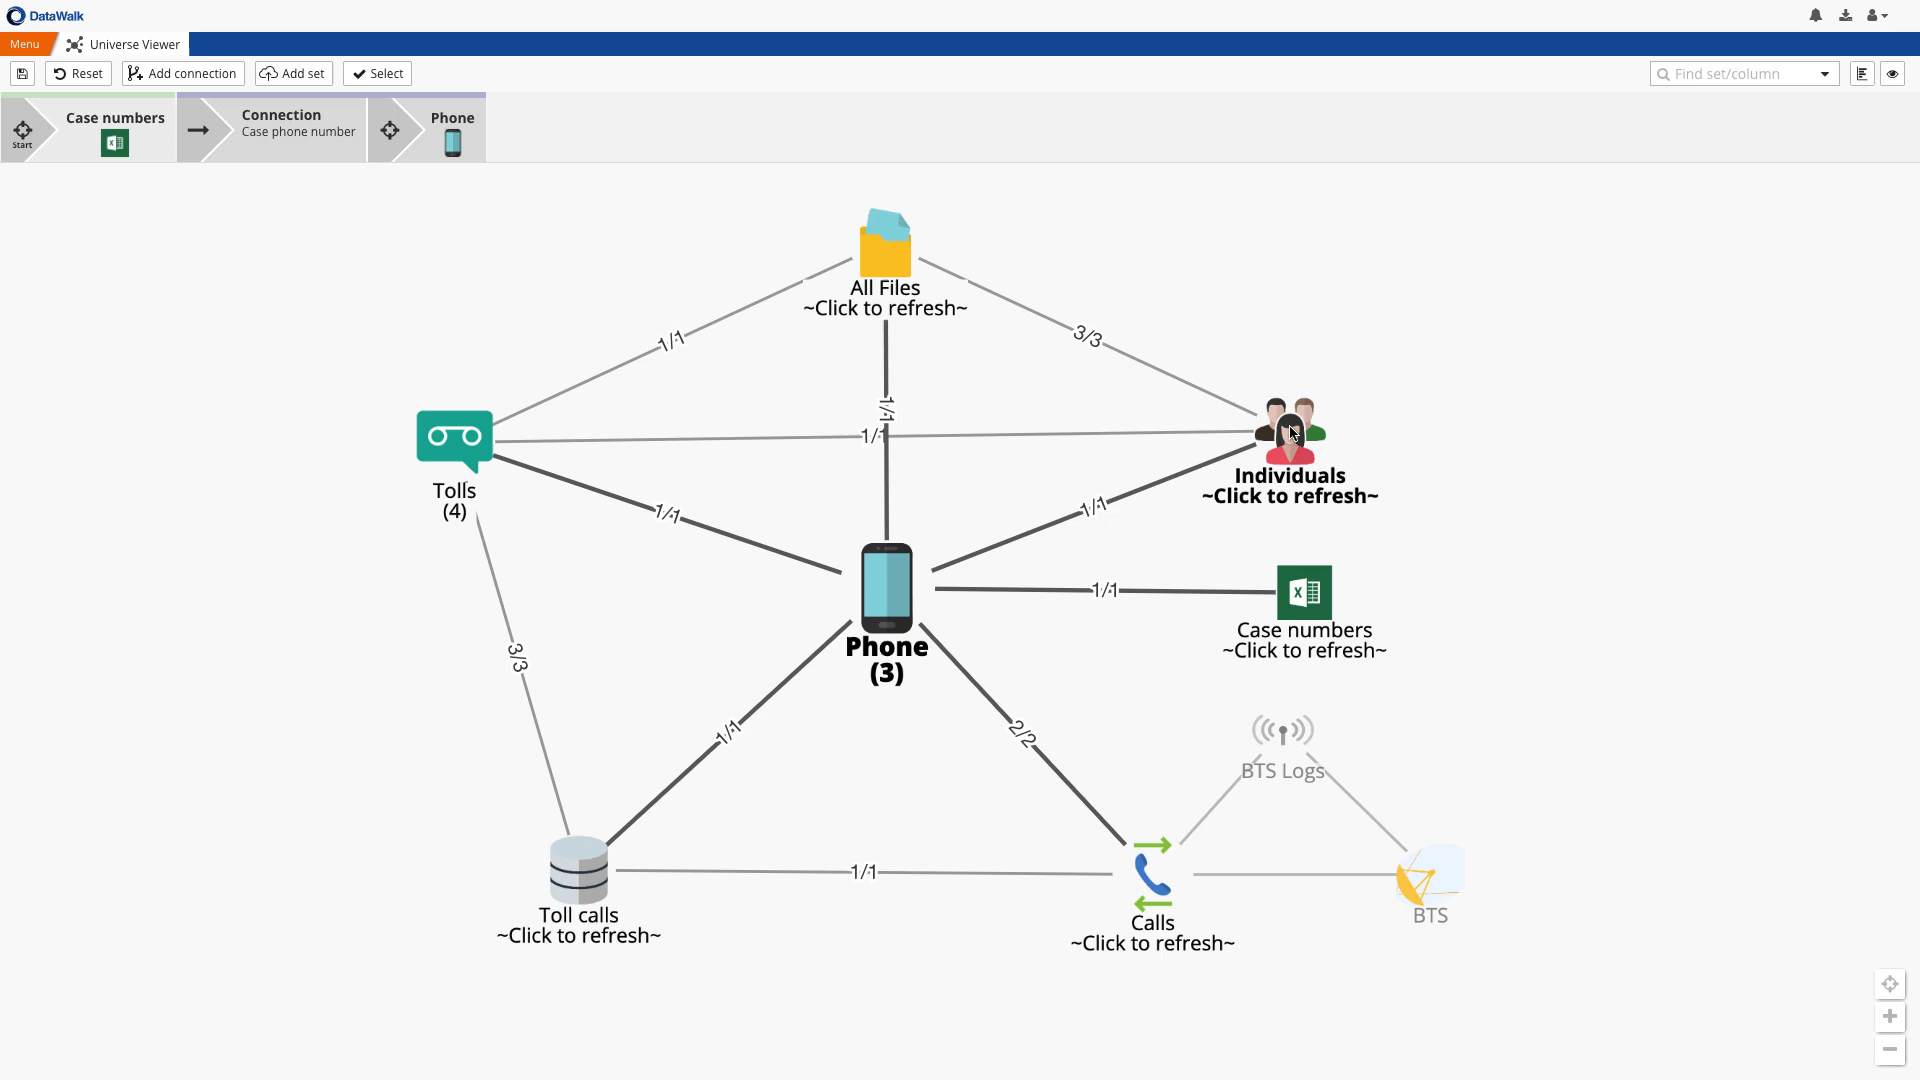 DataWalk
Menu
Universe Viewer
Reset
Add connection
Add set
Select
Find set/column
Start
Case numbers
Connection
Case phone number
Phone
All Files
~Click to refresh~
1/1
3/3
1/1
1/1
Tolls
(4)
Individuals
~Click to refresh~
1/1
1/1
1/1
Case numbers
~Click to refresh~
Phone
(3)
3/3
1/1
2/2
BTS Logs
1/1
Toll calls
~Click to refresh~
Calls
~Click to refresh~
BTS